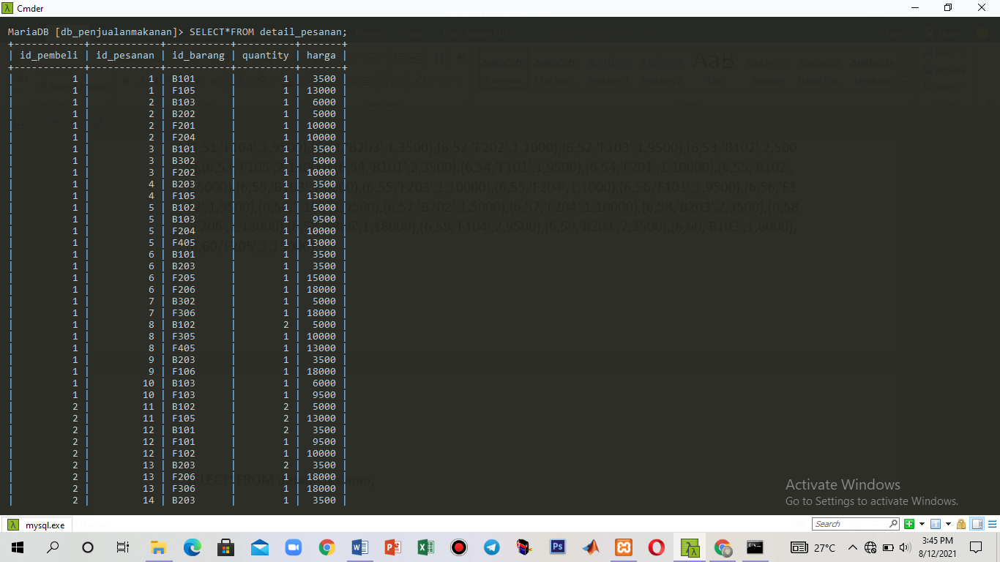 Cmder
MariaDB [db_penjualanmakanan]> SELECT*FROM detail_pesanan;
+------------+------------+------------+----------+-------+
| id_pembeli | id_pesanan | id_barang | quantity | harga |
+------------+------------+------------+----------+-------+
| 1 | 1 | B101 | 1 | 3500 |
| 1 | 1 | F105 | 1 | 13000 |
| 1 | 2 | B103 | 1 | 6000 |
| 1 | 2 | B202 | 1 | 5000 |
| 1 | 2 | F201 | 1 | 10000 |
| 1 | 2 | F204 | 1 | 10000 |
| 1 | 3 | B101 | 1 | 3500 |
| 1 | 3 | B302 | 1 | 5000 |
| 1 | 3 | F202 | 1 | 10000 |
| 1 | 4 | B203 | 1 | 3500 |
| 1 | 4 | F105 | 1 | 13000 |
| 1 | 5 | B102 | 1 | 5000 |
| 1 | 5 | B103 | 1 | 9500 |
| 1 | 5 | F204 | 1 | 10000 |
| 1 | 5 | F405 | 1 | 13000 |
| 1 | 6 | B101 | 1 | 3500 |
| 1 | 6 | B203 | 1 | 3500 |
| 1 | 6 | F205 | 1 | 15000 |
| 1 | 6 | F206 | 1 | 18000 |
| 1 | 7 | B302 | 1 | 5000 |
| 1 | 7 | F306 | 1 | 18000 |
| 1 | 8 | B102 | 2 | 5000 |
| 1 | 8 | F305 | 1 | 10000 |
| 1 | 8 | F405 | 1 | 13000 |
| 1 | 9 | B203 | 1 | 3500 |
| 1 | 9 | F106 | 1 | 18000 |
| 1 | 10 | B103 | 1 | 6000 |
| 1 | 10 | F103 | 1 | 9500 |
| 2 | 11 | B102 | 2 | 5000 |
| 2 | 11 | F105 | 2 | 13000 |
| 2 | 12 | B101 | 2 | 3500 |
| 2 | 12 | F101 | 1 | 9500 |
| 2 | 12 | F102 | 1 | 10000 |
| 2 | 13 | B203 | 2 | 3500 |
| 2 | 13 | F206 | 1 | 18000 |
| 2 | 13 | F306 | 1 | 18000 |
| 2 | 14 | B203 | 1 | 3500 |
Activate Windows
Go to Settings to activate Windows.
mysql.exe
Search
27°C
3:45 PM
8/12/2021